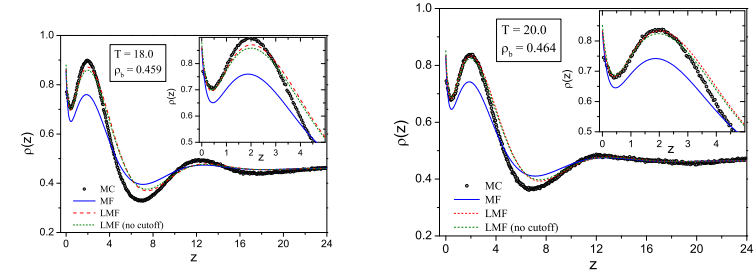 T = 18.0
ρb = 0.459
1.0
0.8
0.6
0.4
0.2
ρ(z)
0
4
8
12
16
20
24
z
MC
MF
LMF
LMF (no cutoff)
0.8
0.7
0.6
0.5
ρ(z)
0
1
2
3
4
z
T = 20.0
ρb = 0.464
1.0
0.8
0.6
0.4
0.2
ρ(z)
0
4
8
12
16
20
24
z
MC
MF
LMF
LMF (no cutoff)
0.8
0.7
0.6
0.5
ρ(z)
0
1
2
3
4
z